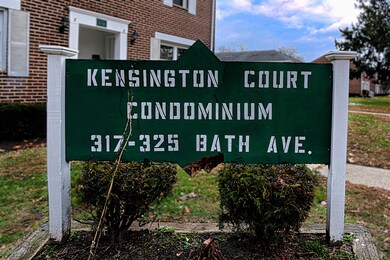 KENSINGTON COURT
CONDOMINIUM
317-325 BATH AVE.